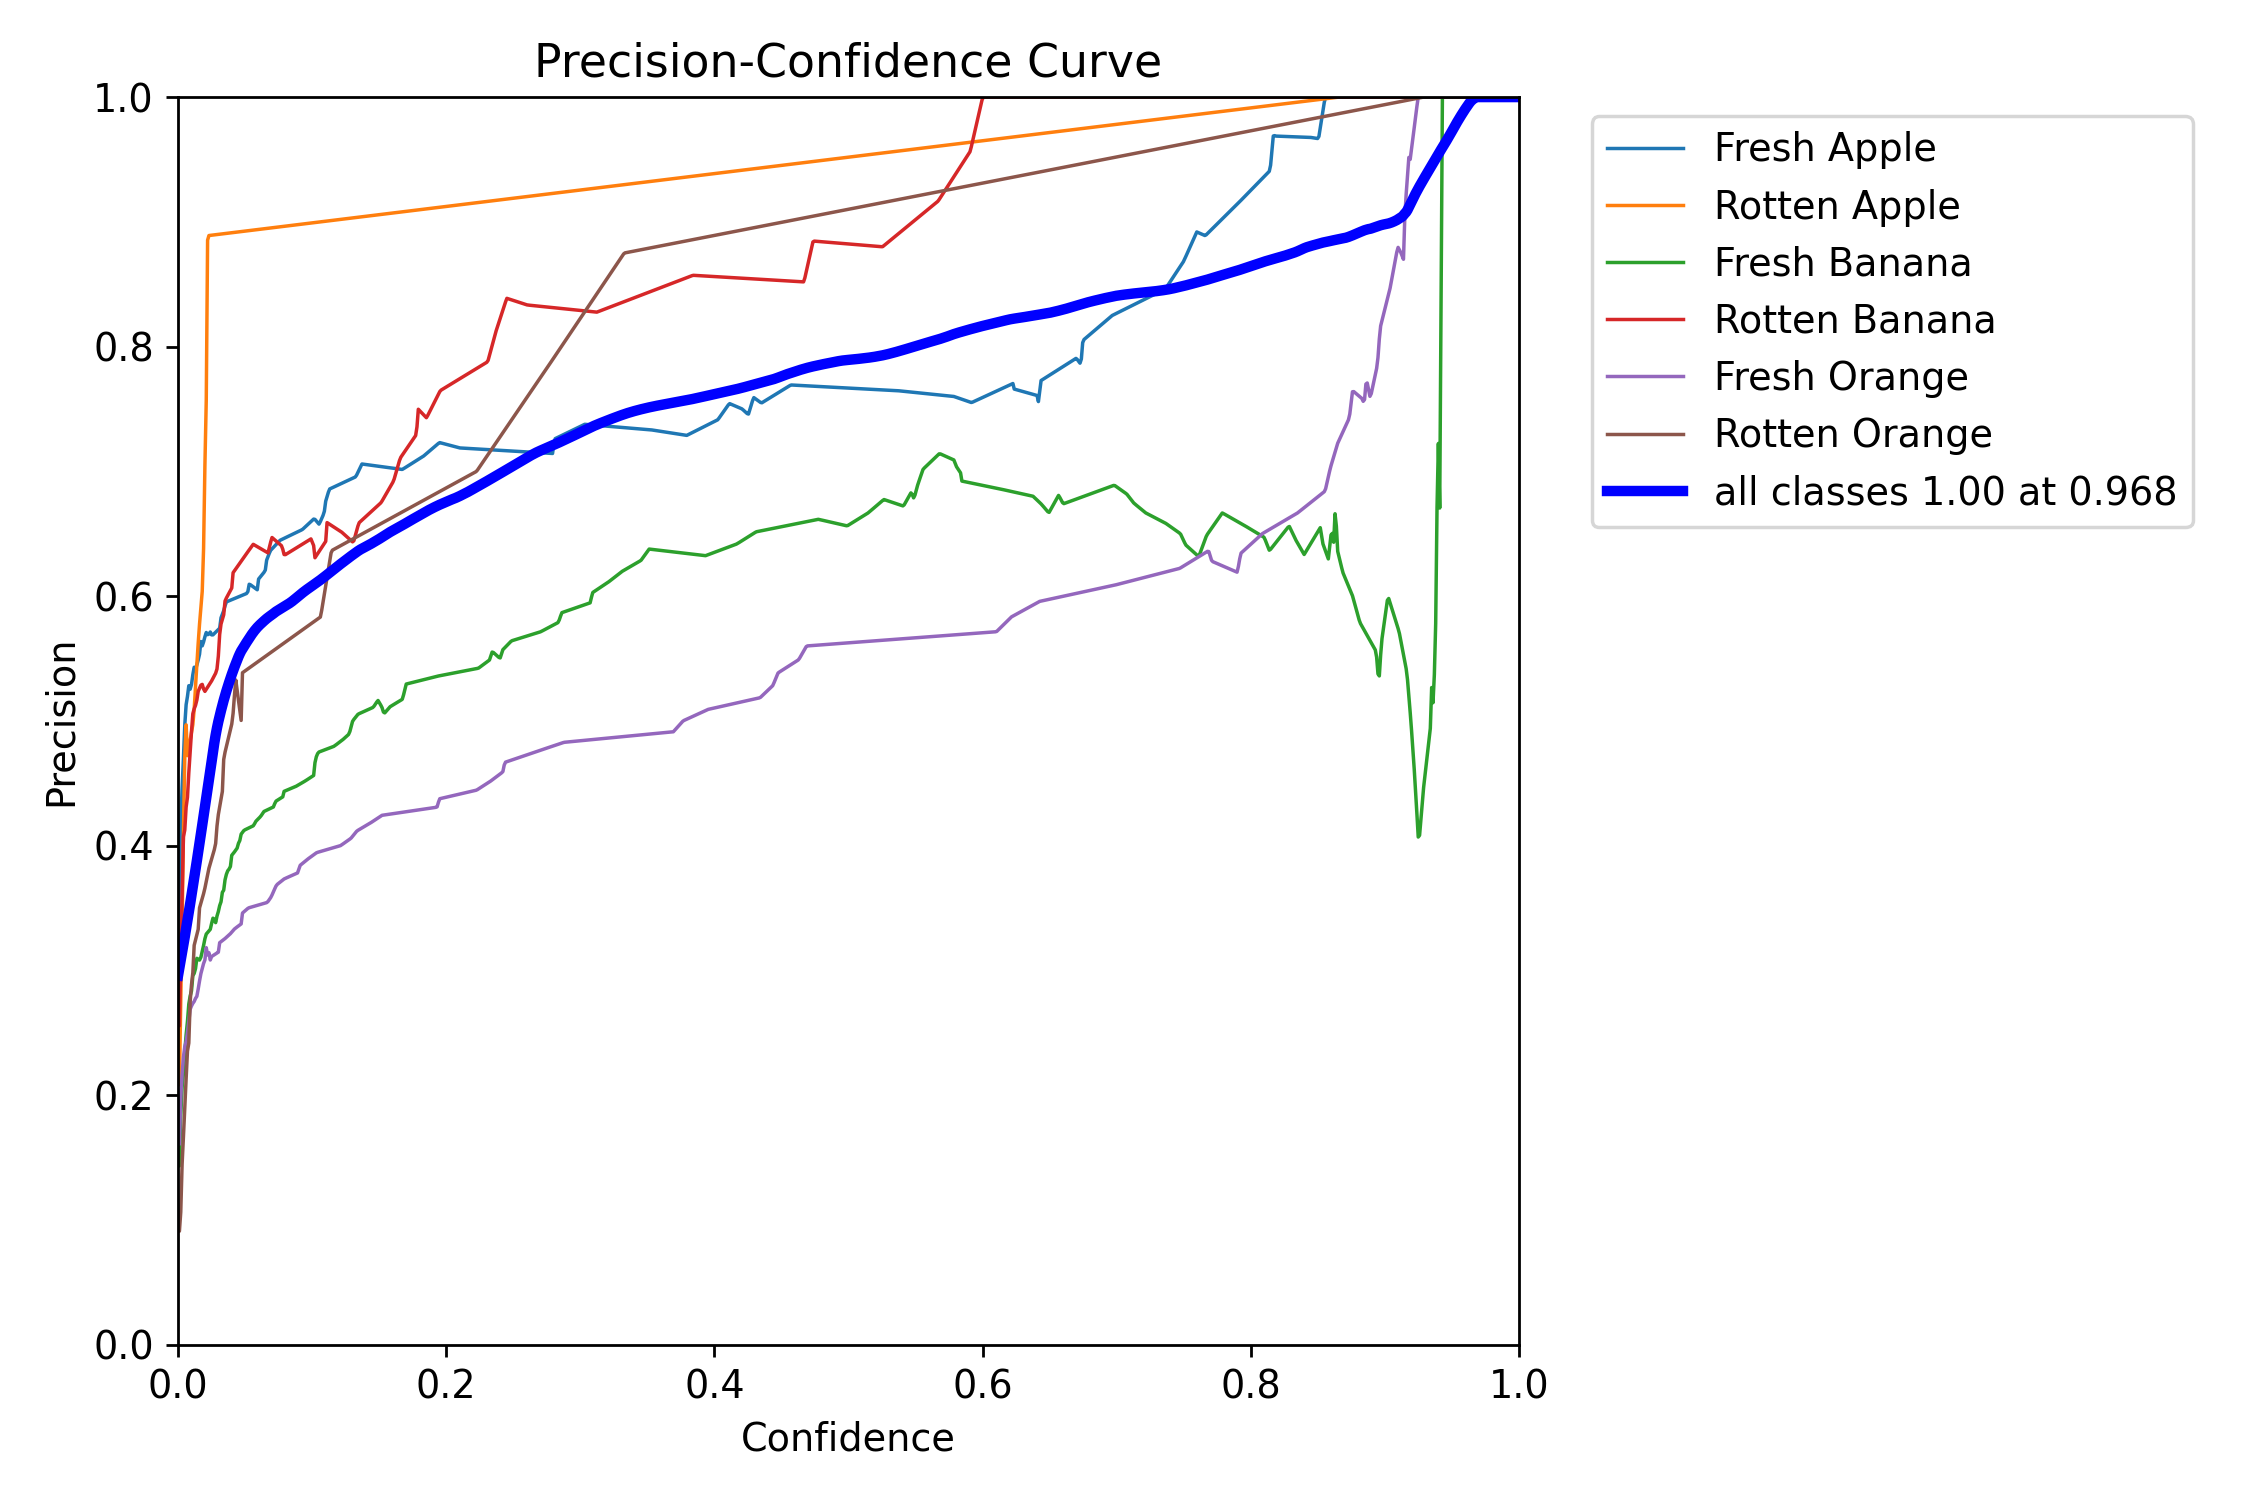 Precision-Confidence Curve
1.0
0.8
0.6
0.4
0.2
0.0
Precision
0.0 0.2 0.4 0.6 0.8 1.0
Confidence
Fresh Apple
Rotten Apple
Fresh Banana
Rotten Banana
Fresh Orange
Rotten Orange
all classes 1.00 at 0.968